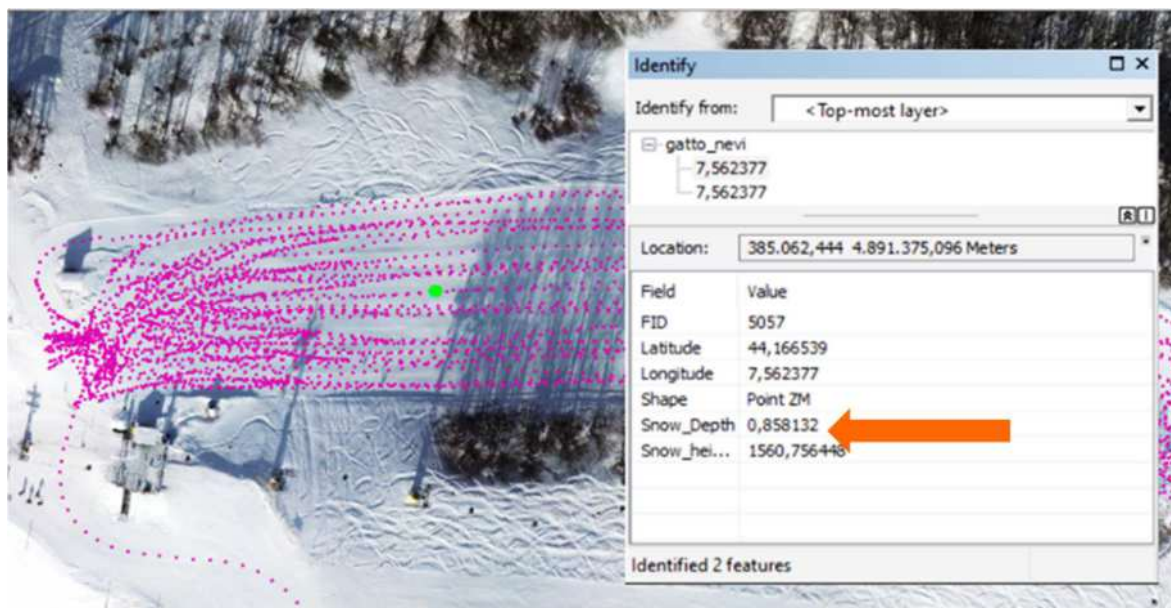 Identify
Identify from: <Top-most layer>
gatto_nevi
7,562377
7,562377
Location: 385.062,444 4.891.375,096 Meters
Field Value
FID 5057
Latitude 44,166539
Longitude 7,562377
Shape Point ZM
Snow_Depth 0,858132
Snow_hei... 1560,756448
Identified 2 features